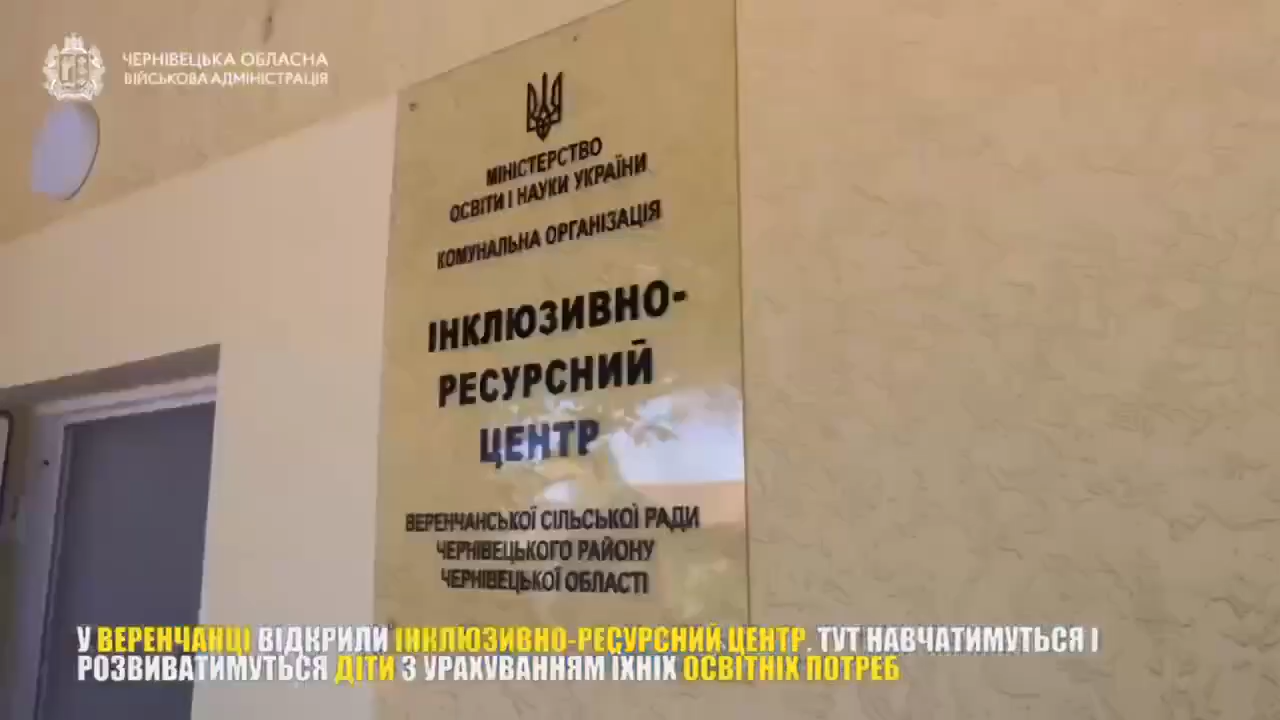 ЧЕРНІВЕЦЬКА ОБЛАСНА
ВІЙСЬКОВА АДМІНІСТРАЦІЯ
МІНІСТЕРСТВО
ОСВІТИ І НАУКИ УКРАЇНИ
КОМУНАЛЬНА ОРГАНІЗАЦІЯ
ІНКЛЮЗИВНО-
РЕСУРСНИЙ
ЦЕНТР
ВЕРЕНЧАНСЬКОЇ СІЛЬСЬКОЇ РАДИ
ЧЕРНІВЕЦЬКОГО РАЙОНУ
ЧЕРНІВЕЦЬКОЇ ОБЛАСТІ
У ВЕРЕНЧАНЦІ ВІДКРИЛИ ІНКЛЮЗИВНО-РЕСУРСНИЙ ЦЕНТР. ТУТ НАВЧАТИМУТЬСЯ І
РОЗВИВАТИМУТЬСЯ ДІТИ З УРАХУВАННЯМ ЇХНІХ ОСВІТНІХ ПОТРЕБ